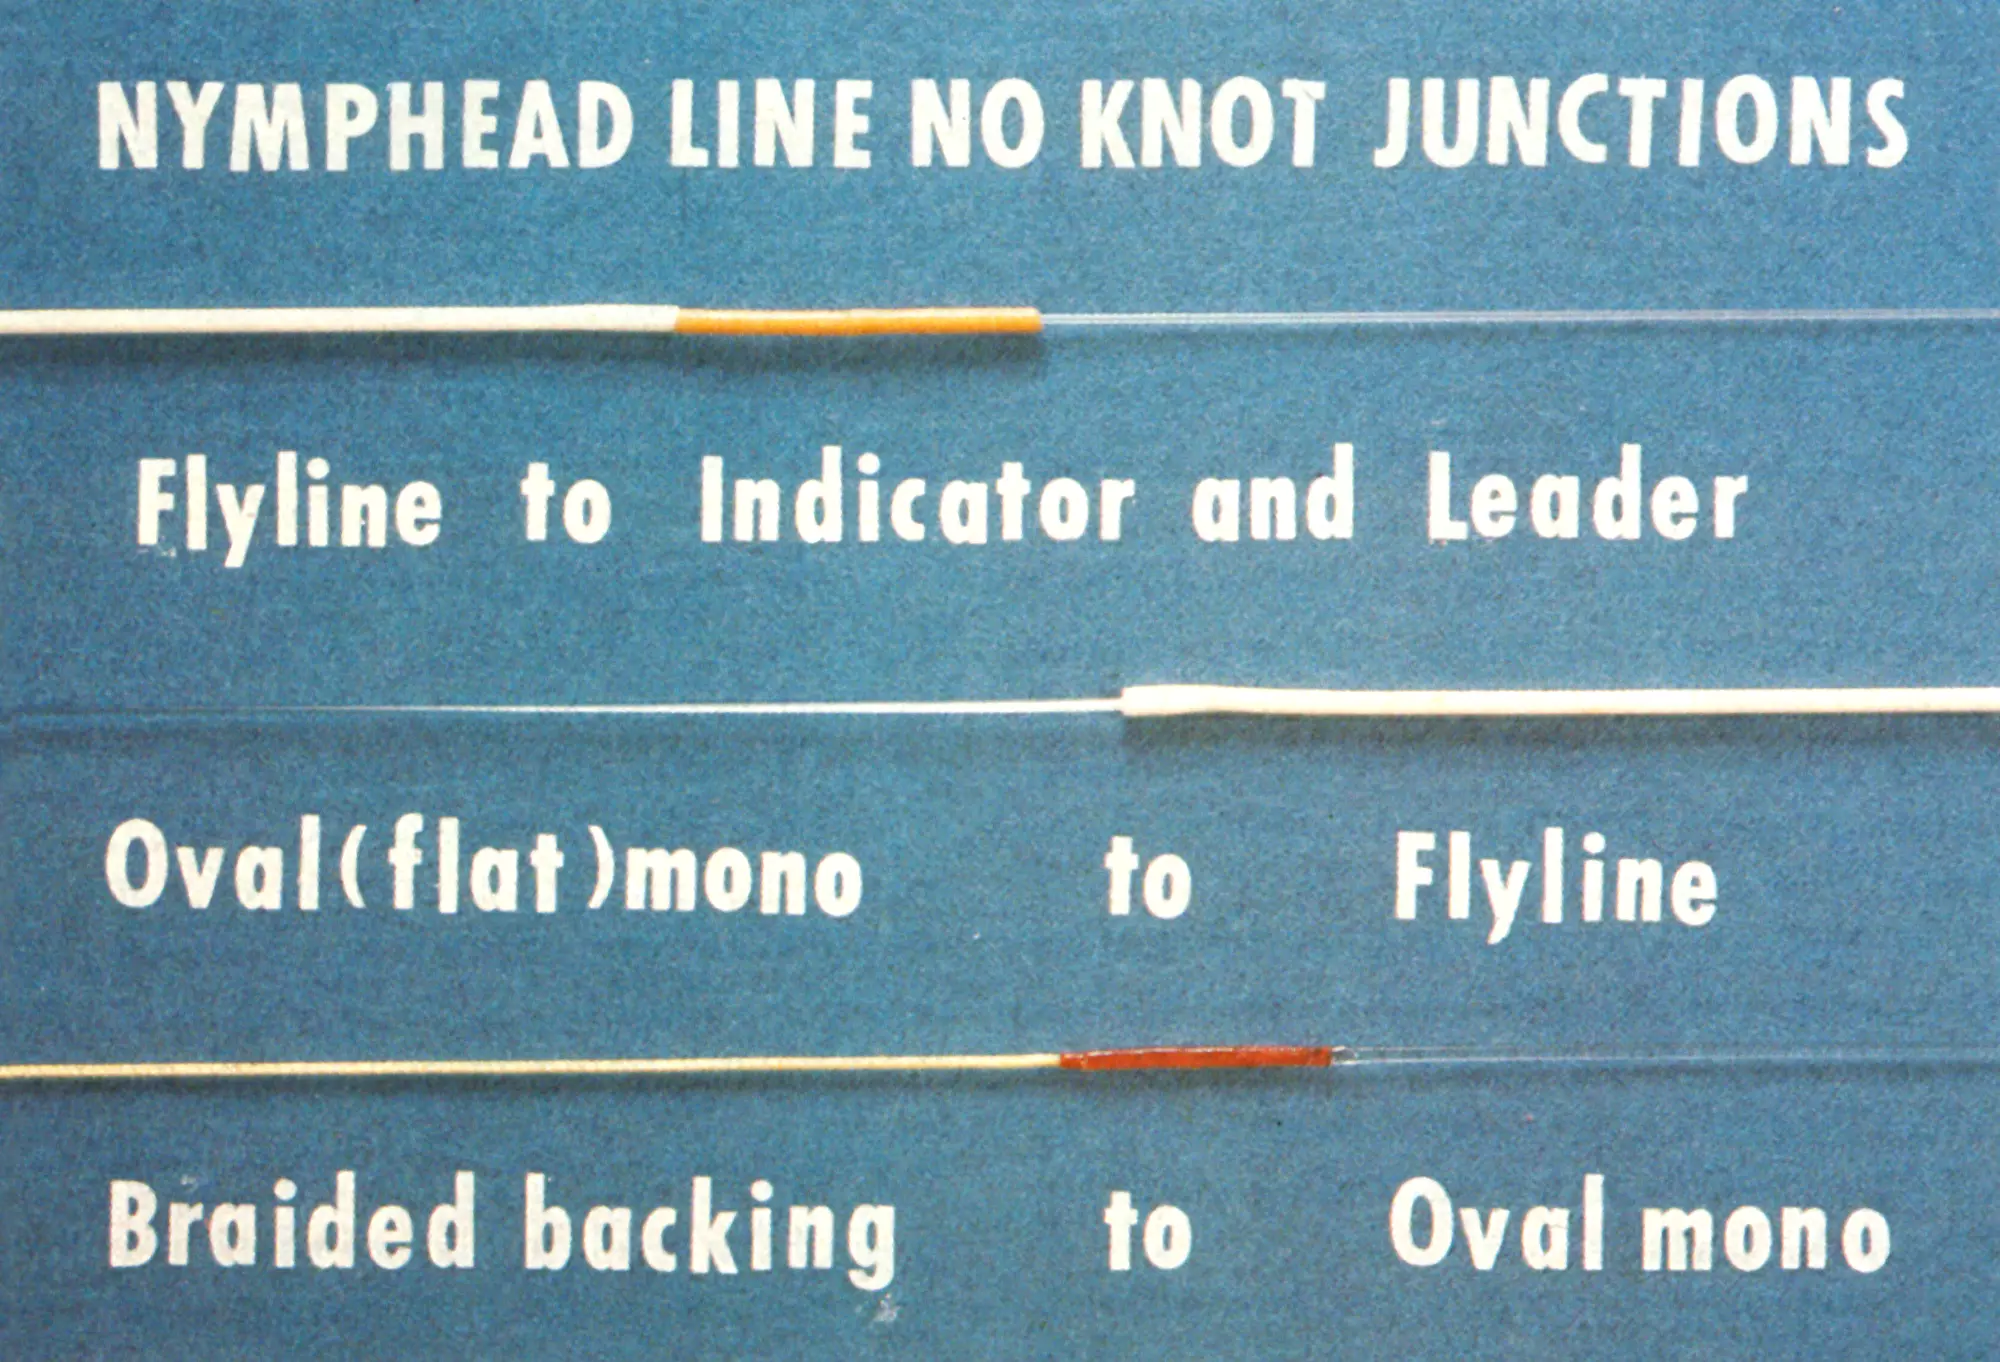 NYMPHEAD LINE NO KNOT JUNCTIONS
Flyline to Indicator and Leader
Oval(flat)mono to Flyline
Braided backing to Oval mono